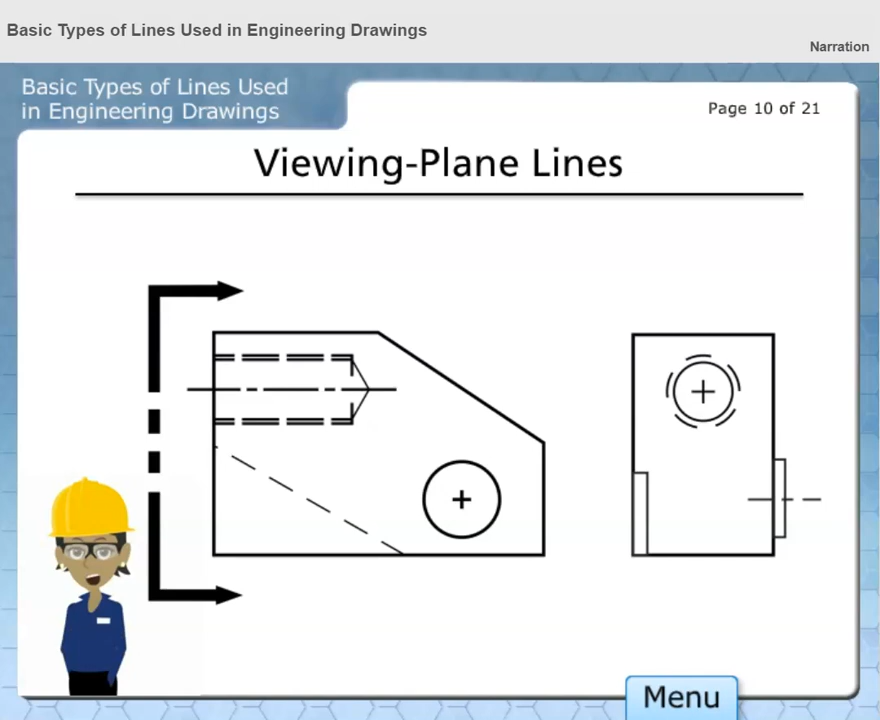 Basic Types of Lines Used in Engineering Drawings
Narration
Basic Types of Lines Used
in Engineering Drawings
Page 10 of 21
Viewing-Plane Lines
Menu